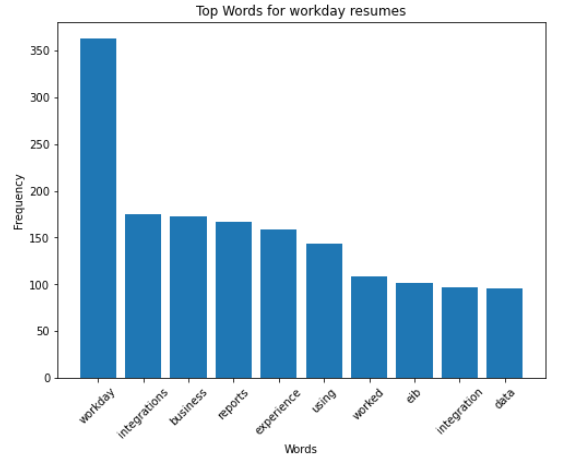 Top Words for workday resumes
350
300
250
200
150
100
50
0
Frequency
workday
integrations
business
reports
experience
using
worked
eib
integration
data
Words